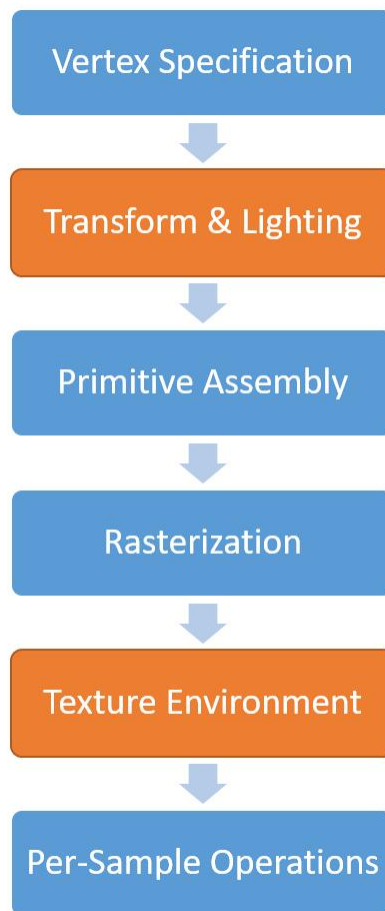 Vertex Specification
Transform & Lighting
Primitive Assembly
Rasterization
Texture Environment
Per-Sample Operations